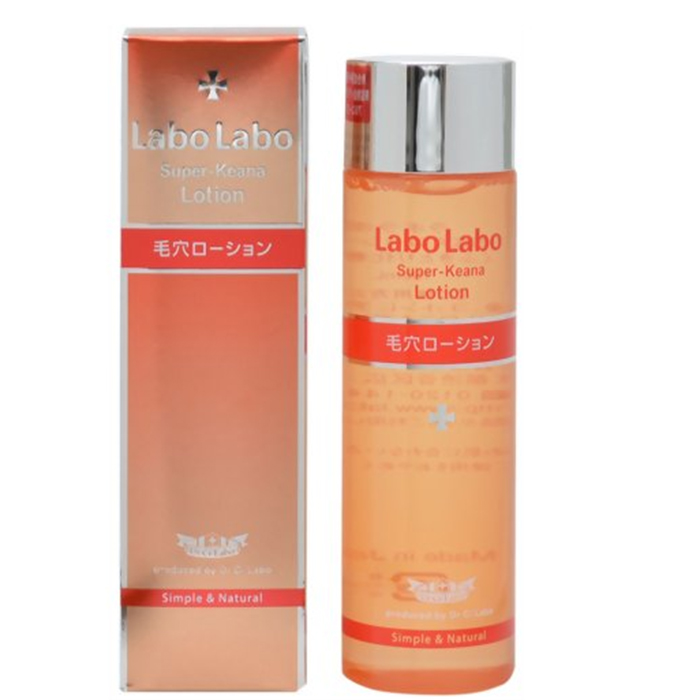 Labo Labo
Super-Keana
Lotion
毛穴ローション
produced by Dr. Ci: Labo
Simple & Natural
Labo Labo
Super-Keana
Lotion
毛穴ローション
Made in
produced by Dr. Ci: Labo
Simple & Natural